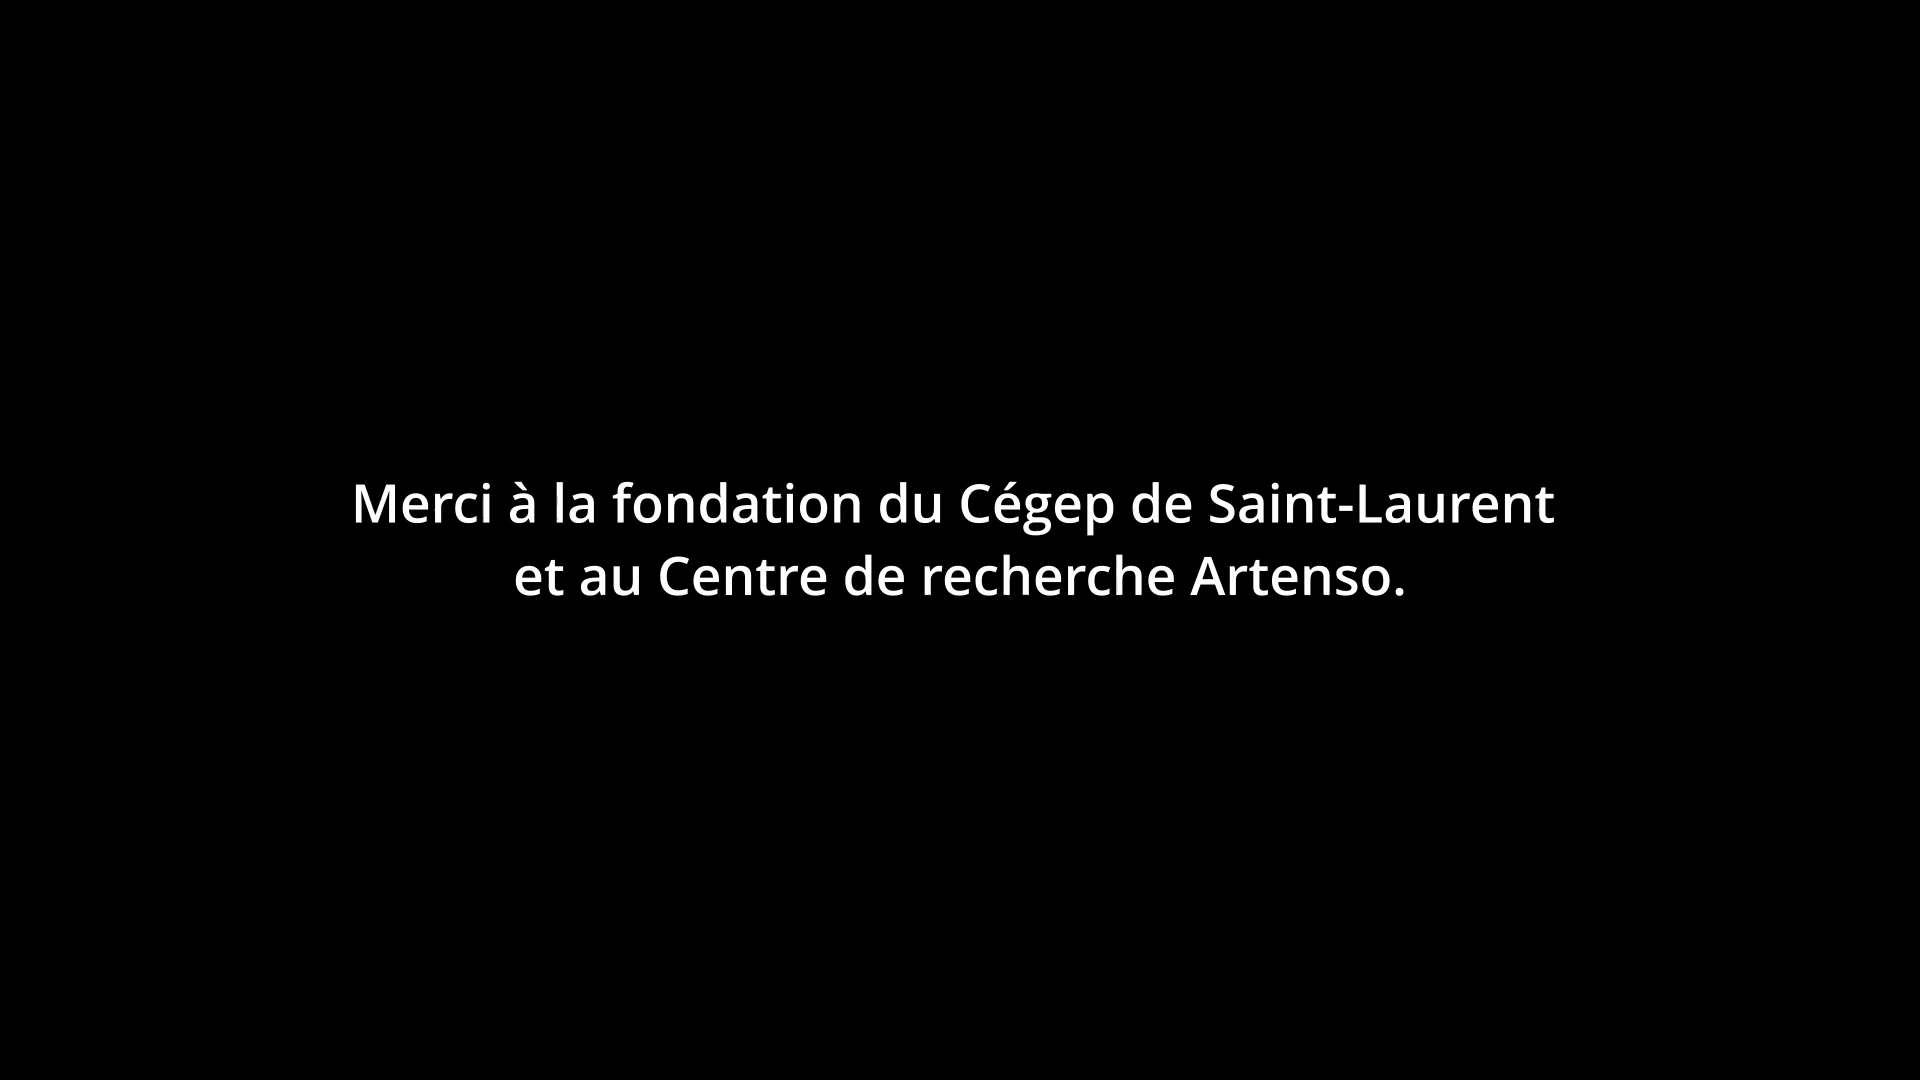 Merci à la fondation du Cégep de Saint-Laurent
et au Centre de recherche Artenso.